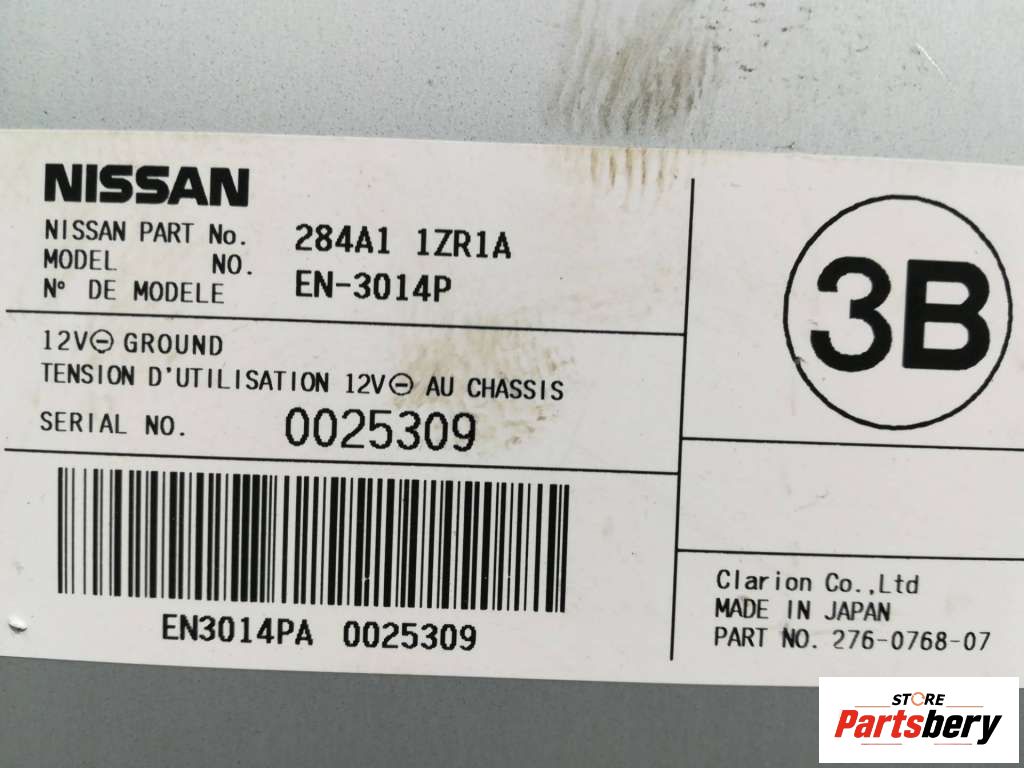 NISSAN
NISSAN PART No. 284A1 1ZR1A
MODEL NO. EN-3014P
N° DE MODELE
12V⊖ GROUND
TENSION D'UTILISATION 12V⊖ AU CHASSIS
SERIAL NO. 0025309
EN3014PA 0025309
3B
Clarion Co.,Ltd
MADE IN JAPAN
PART NO. 276-0768-07
STORE
Partsbery